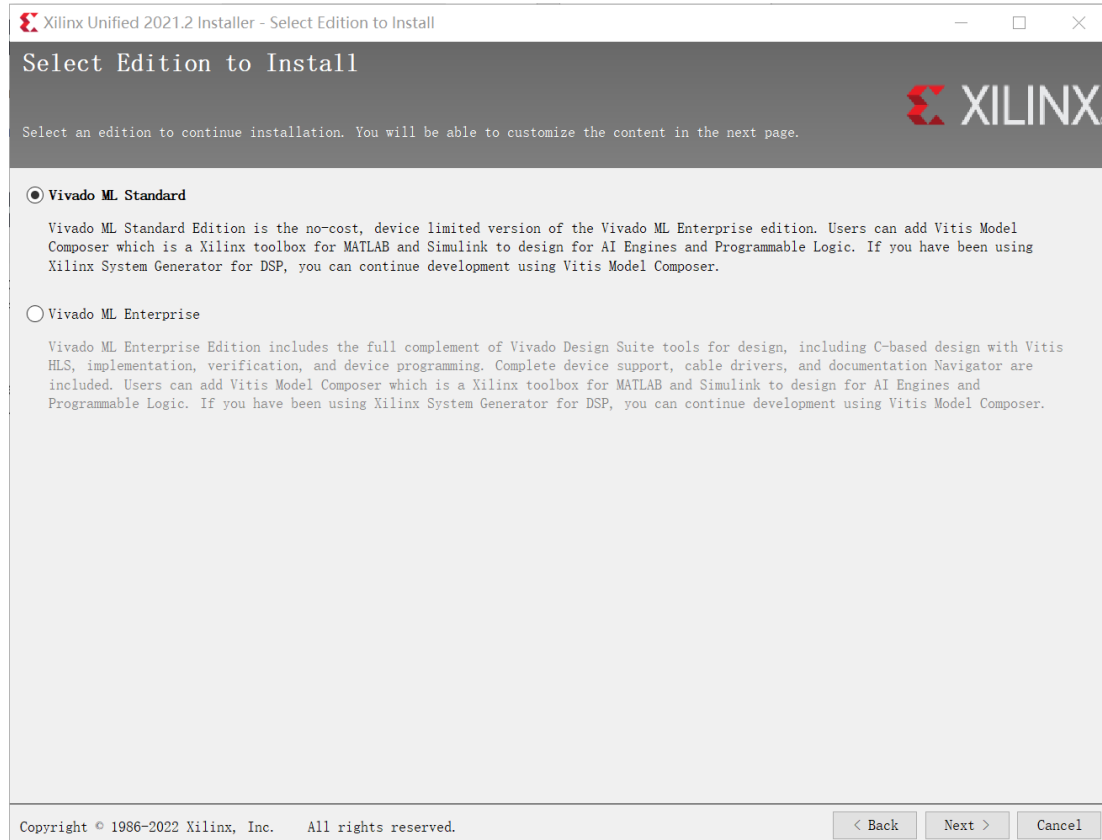 Xilinx Unified 2021.2 Installer - Select Edition to Install
Select Edition to Install
XILINX
Select an edition to continue installation. You will be able to customize the content in the next page.
Vivado ML Standard
Vivado ML Standard Edition is the no-cost, device limited version of the Vivado ML Enterprise edition. Users can add Vitis Model
Composer which is a Xilinx toolbox for MATLAB and Simulink to design for AI Engines and Programmable Logic. If you have been using
Xilinx System Generator for DSP, you can continue development using Vitis Model Composer.
Vivado ML Enterprise
Vivado ML Enterprise Edition includes the full complement of Vivado Design Suite tools for design, including C-based design with Vitis
HLS, implementation, verification, and device programming. Complete device support, cable drivers, and documentation Navigator are
included. Users can add Vitis Model Composer which is a Xilinx toolbox for MATLAB and Simulink to design for AI Engines and
Programmable Logic. If you have been using Xilinx System Generator for DSP, you can continue development using Vitis Model Composer.
Copyright © 1986-2022 Xilinx, Inc. All rights reserved.
< Back Next > Cancel